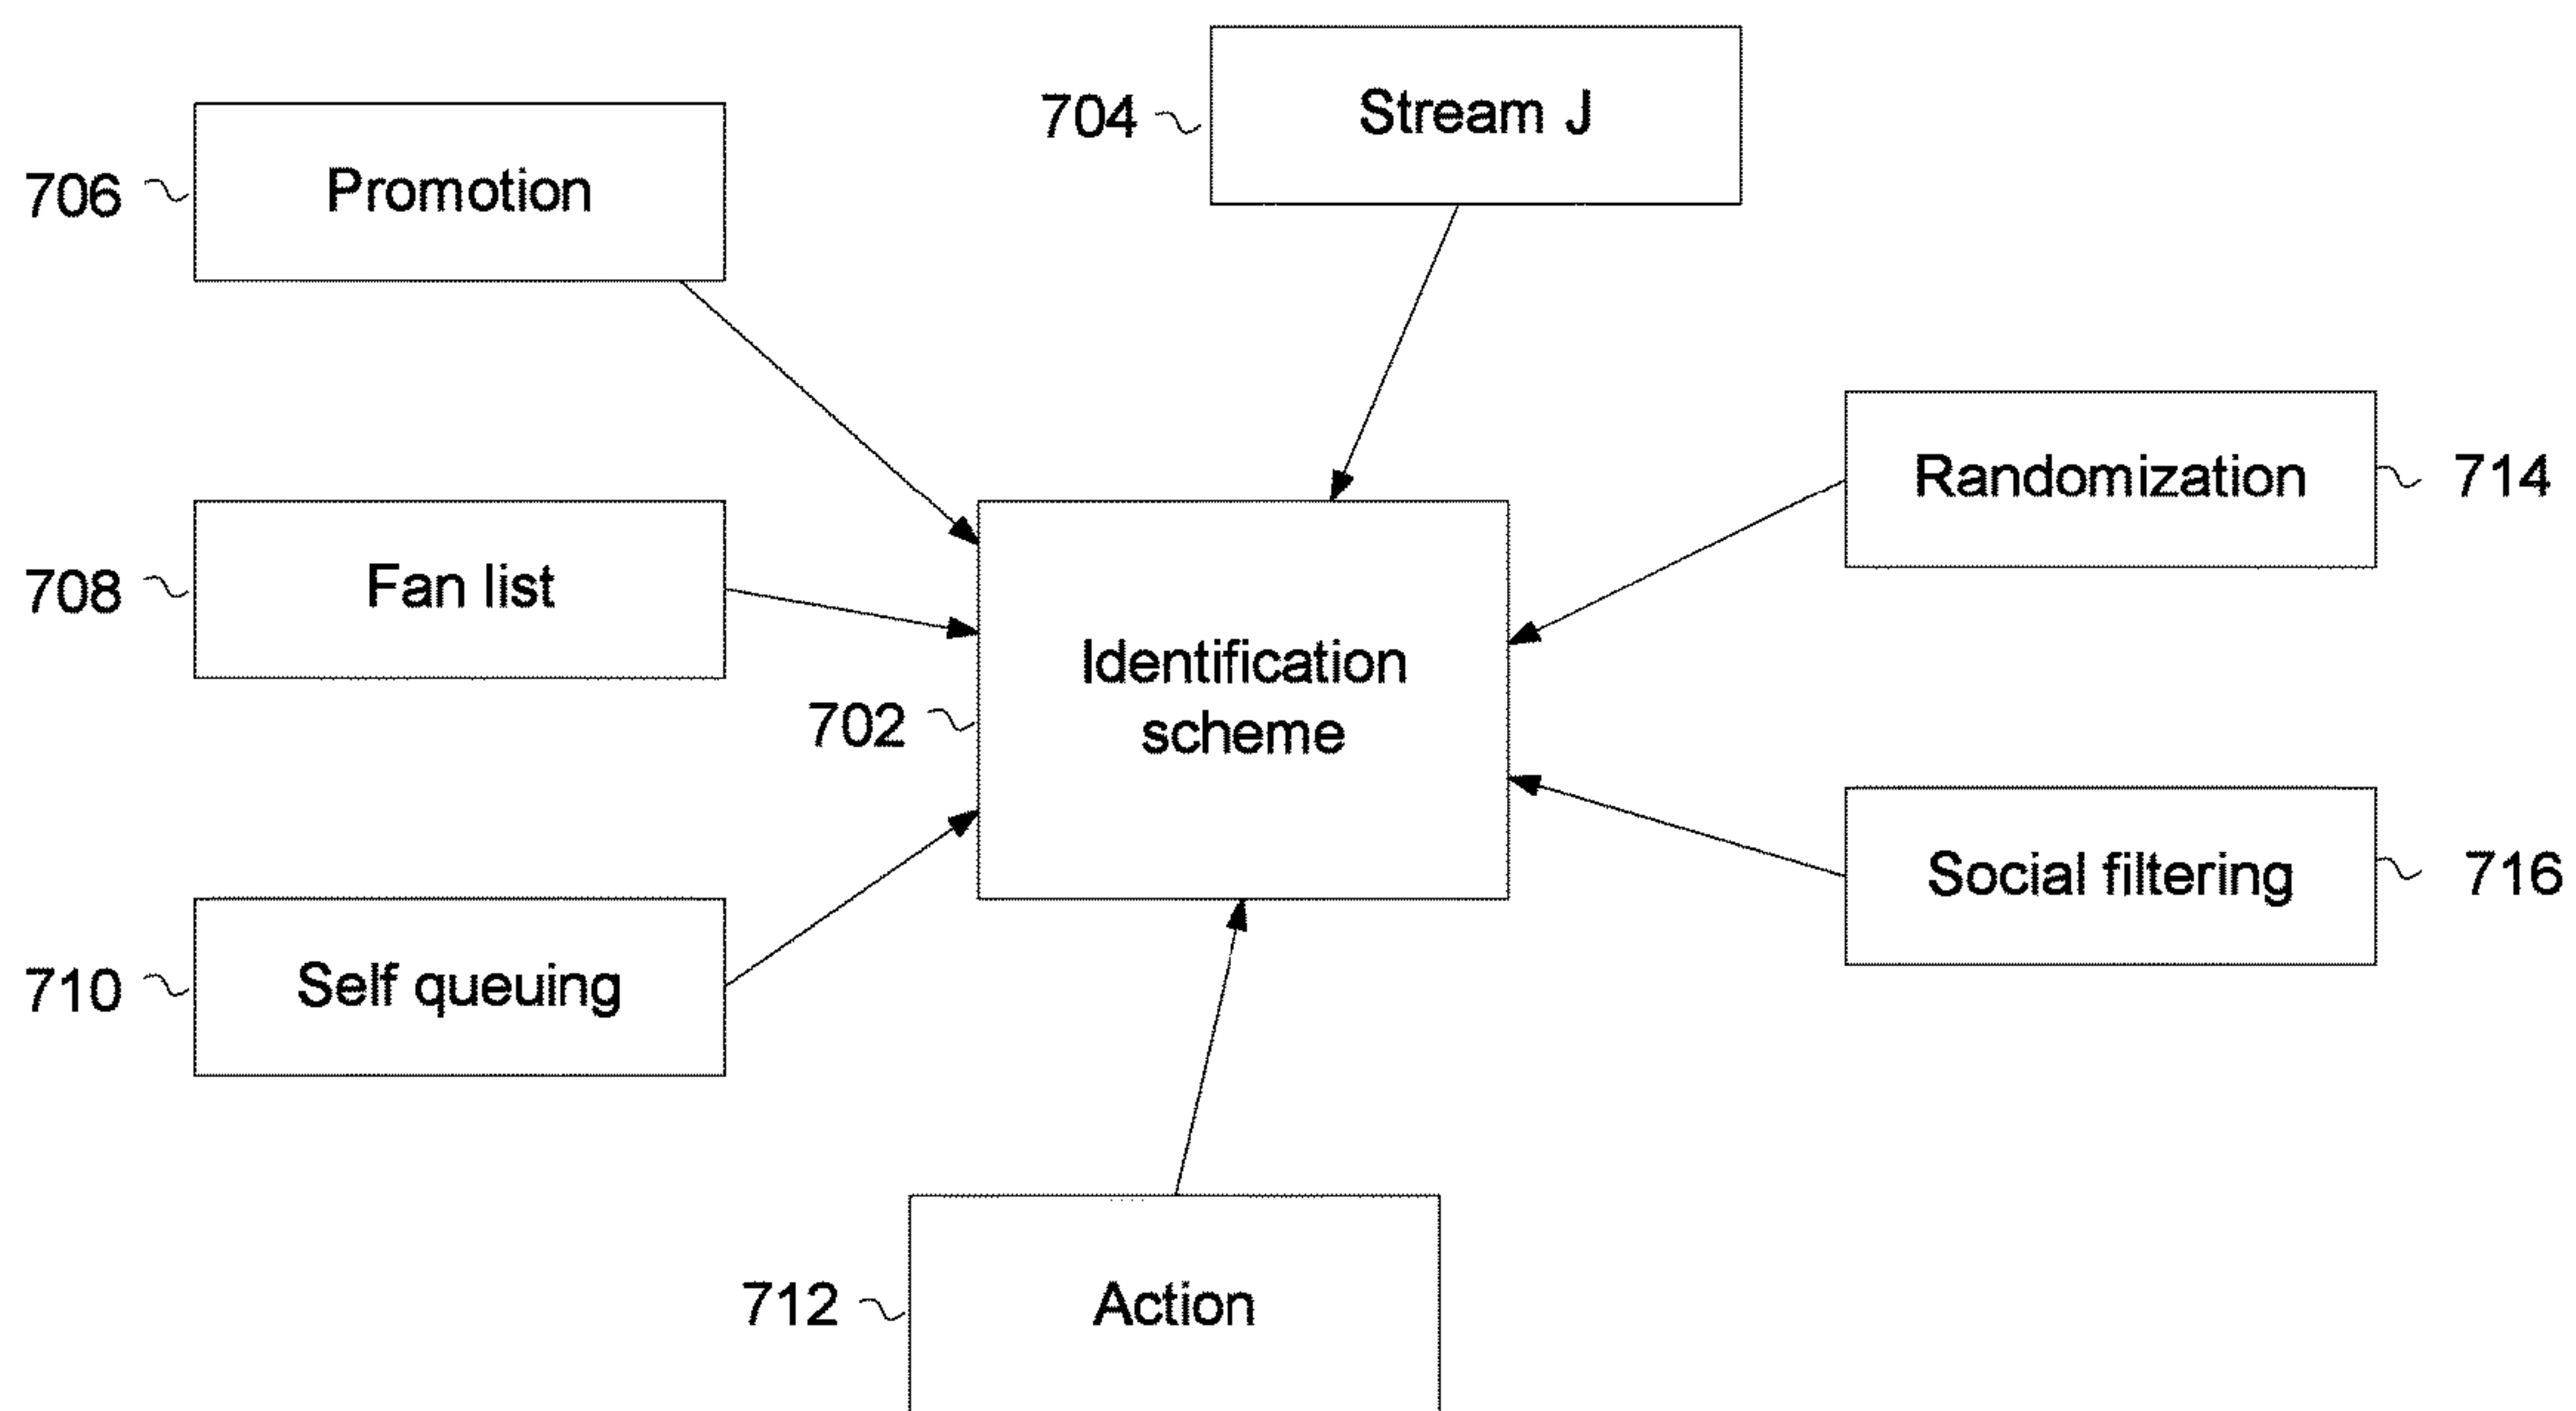 704
Stream J
706
Promotion
Randomization
714
708
Fan list
Identification
scheme
702
Social filtering
716
710
Self queuing
712
Action